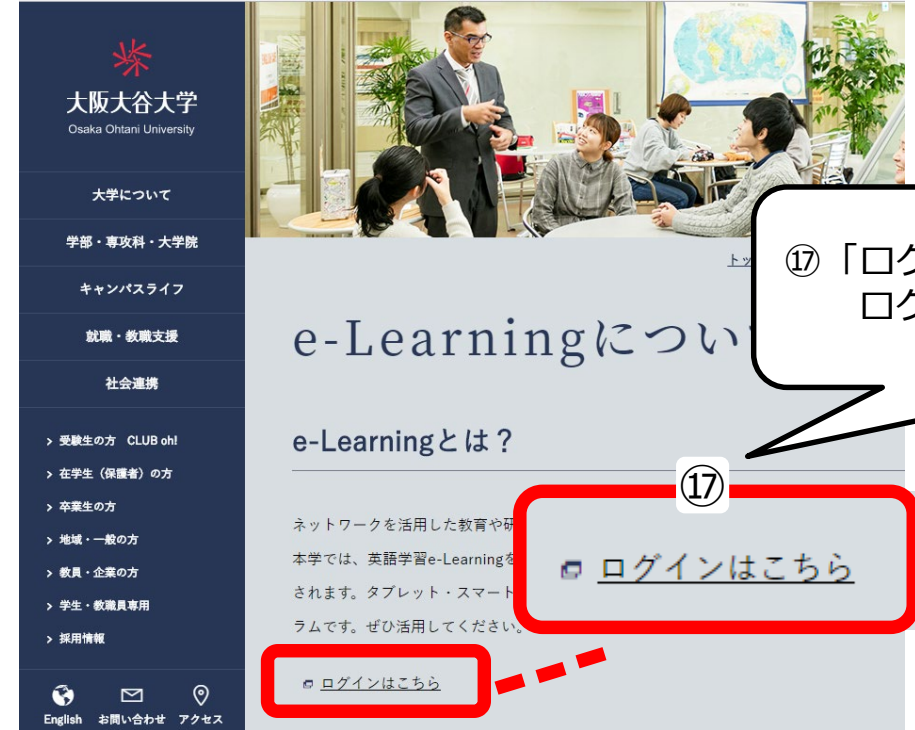 大阪大谷大学
Osaka Ohtani University
大学について
学部・専攻科・大学院
キャンパスライフ
就職・教職支援
社会連携
> 受験生の方 CLUB oh!
> 在学生（保護者）の方
> 卒業生の方
> 地域・一般の方
> 教員・企業の方
> 学生・教職員専用
> 採用情報
English お問い合わせ アクセス
トッ
⑰「ログ
ログ
e-Learningについ
e-Learningとは？
ネットワークを活用した教育や研
本学では、英語学習e-Learningを
されます。タブレット・スマート
ラムです。ぜひ活用してください。
ログインはこちら
⑰
ログインはこちら